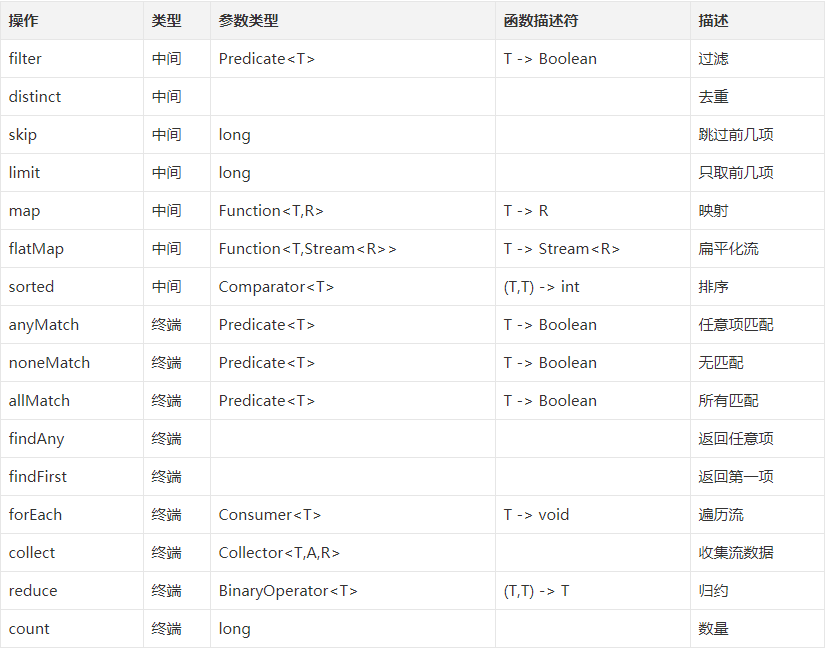 操作 类型 参数类型 函数描述符 描述
filter 中间 Predicate<T> T -> Boolean 过滤
distinct 中间 去重
skip 中间 long 跳过前几项
limit 中间 long 只取前几项
map 中间 Function<T,R> T -> R 映射
flatMap 中间 Function<T,Stream<R>> T -> Stream<R> 扁平化流
sorted 中间 Comparator<T> (T,T) -> int 排序
anyMatch 终端 Predicate<T> T -> Boolean 任意项匹配
noneMatch 终端 Predicate<T> T -> Boolean 无匹配
allMatch 终端 Predicate<T> T -> Boolean 所有匹配
findAny 终端 返回任意项
findFirst 终端 返回第一项
forEach 终端 Consumer<T> T -> void 遍历流
collect 终端 Collector<T,A,R> 收集流数据
reduce 终端 BinaryOperator<T> (T,T) -> T 归约
count 终端 long 数量